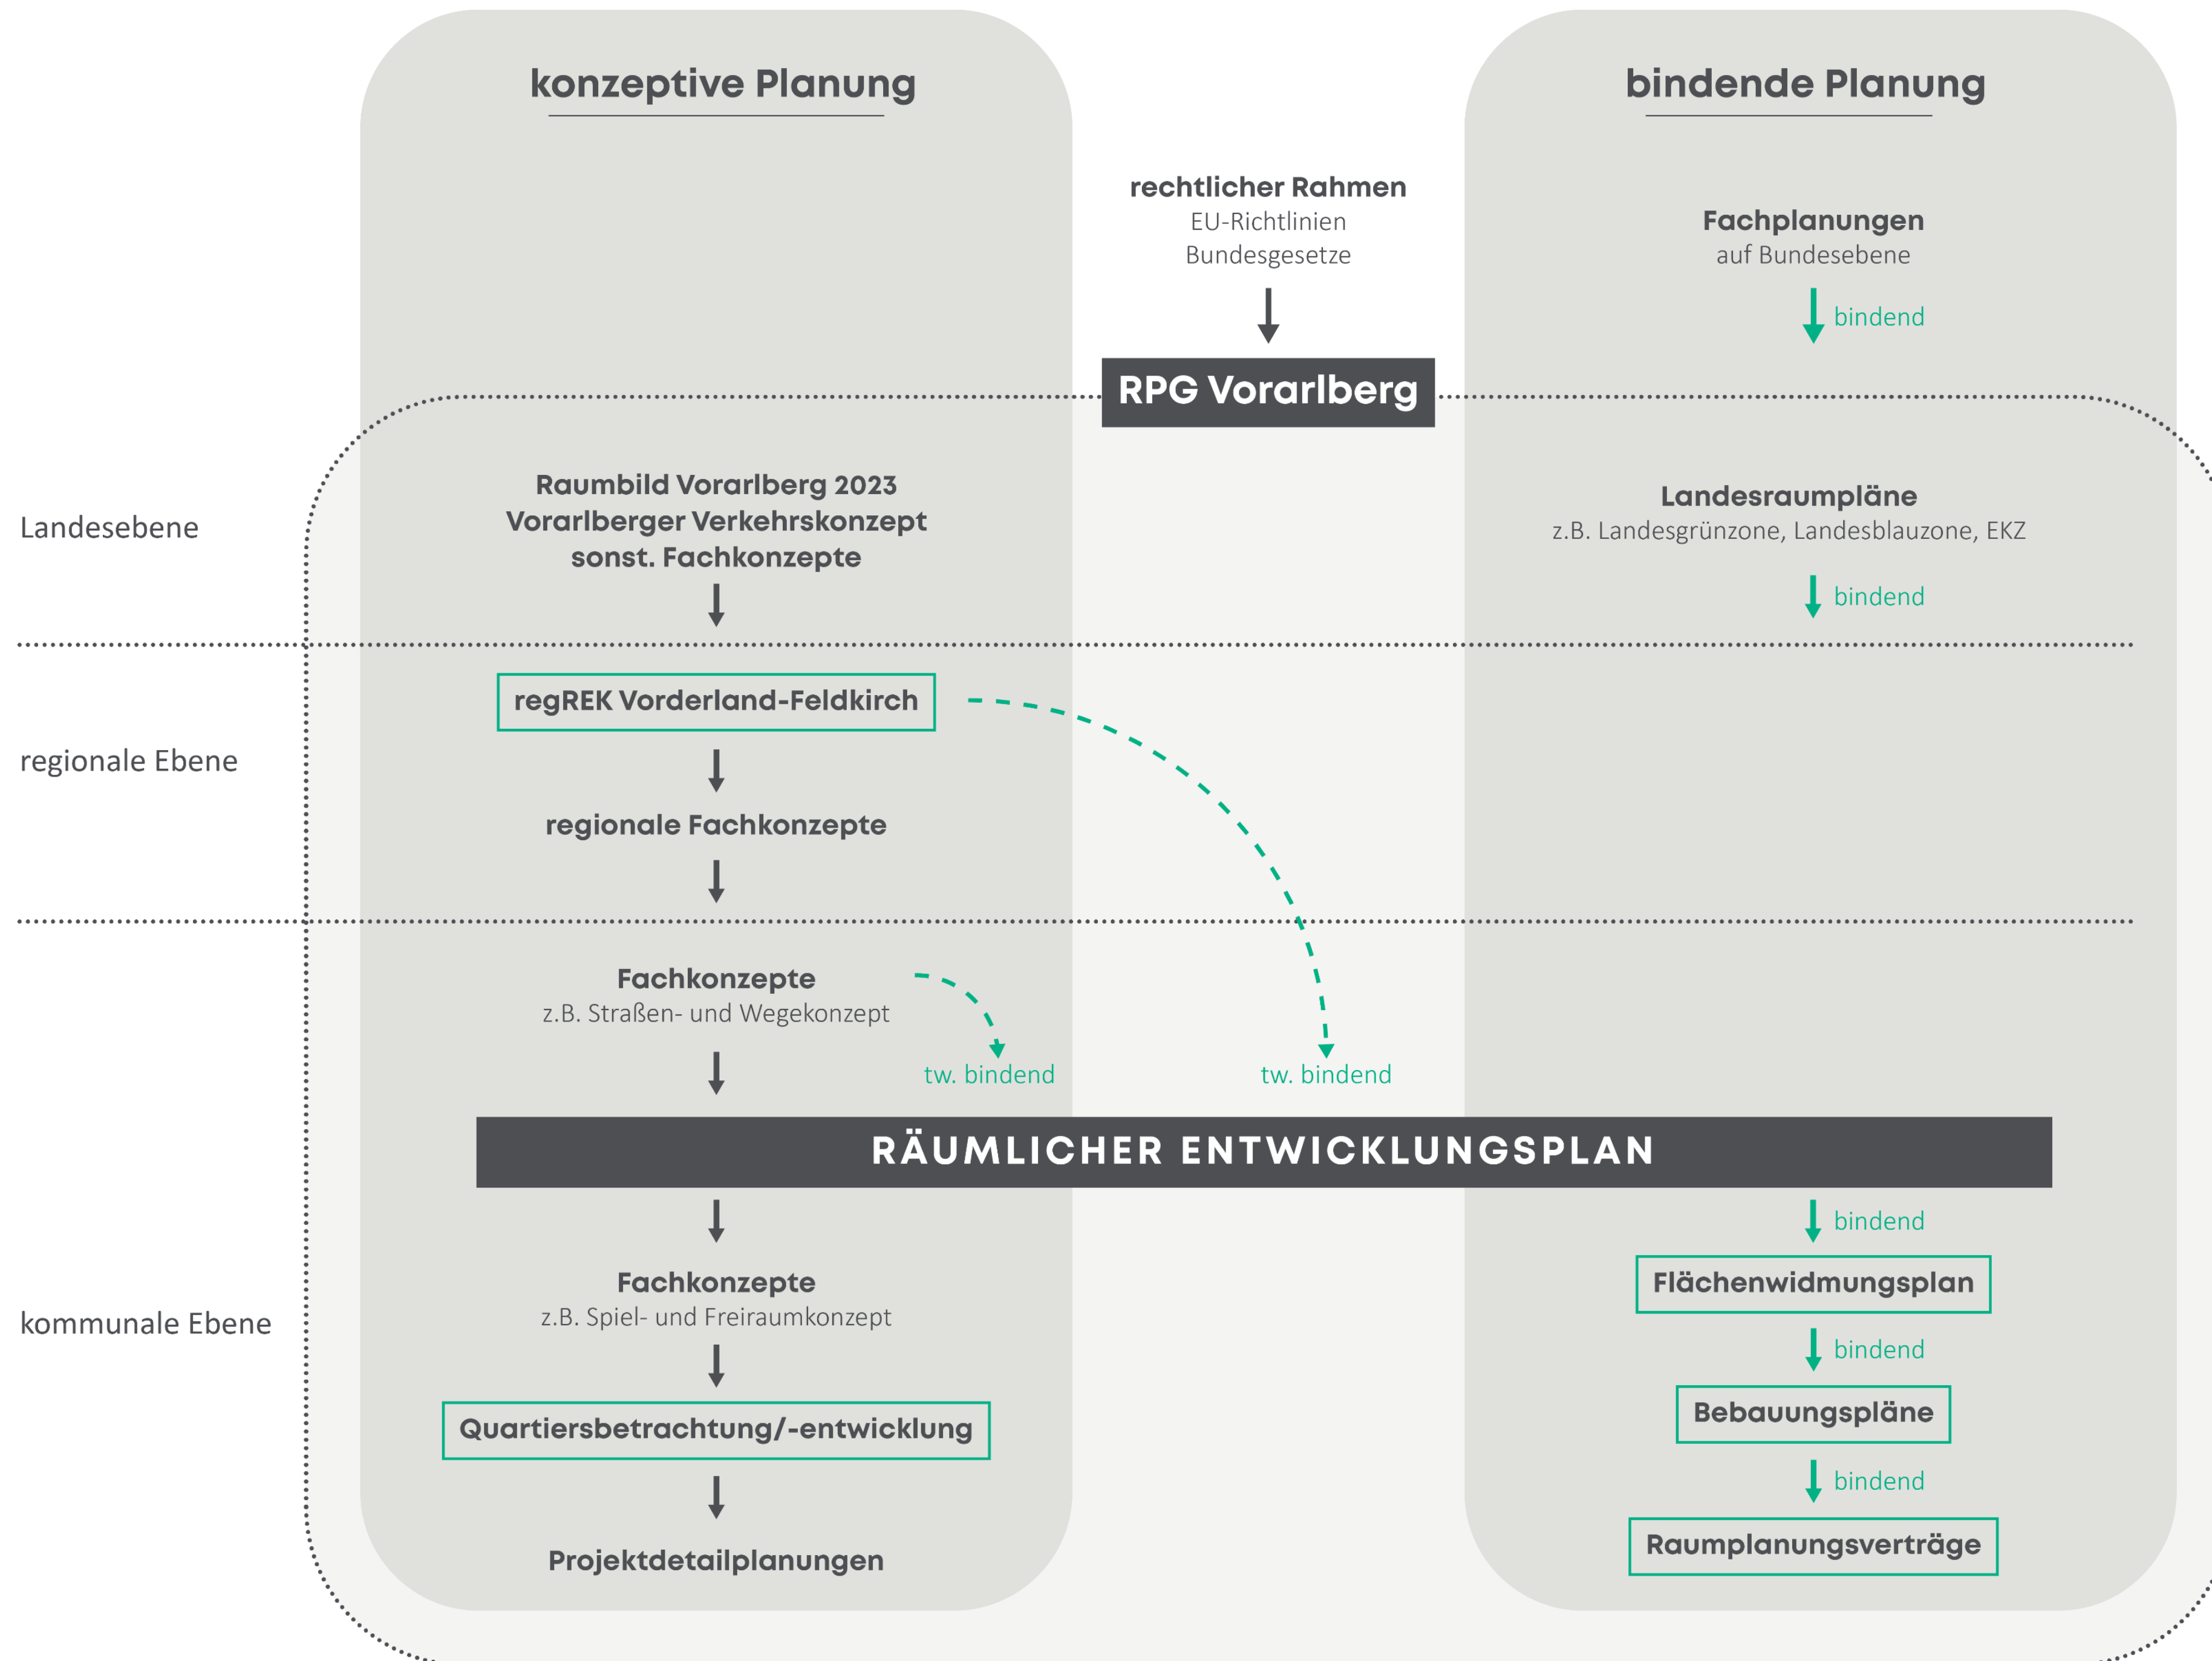 konzeptive Planung
bindende Planung
rechtlicher Rahmen
EU-Richtlinien
Bundesgesetze
Fachplanungen
auf Bundesebene
bindend
RPG Vorarlberg
Landesebene
Raumbild Vorarlberg 2023
Vorarlberger Verkehrskonzept
sonst. Fachkonzepte
Landesraumpläne
z.B. Landesgrünzone, Landesblauzone, EKZ
bindend
regionale Ebene
regREK Vorderland-Feldkirch
regionale Fachkonzepte
kommunale Ebene
Fachkonzepte
z.B. Straßen- und Wegekonzept
tw. bindend
tw. bindend
RÄUMLICHER ENTWICKLUNGSPLAN
Fachkonzepte
z.B. Spiel- und Freiraumkonzept
Quartiersbetrachtung/-entwicklung
Projektdetailplanungen
bindend
Flächenwidmungsplan
bindend
Bebauungspläne
bindend
Raumplanungsverträge